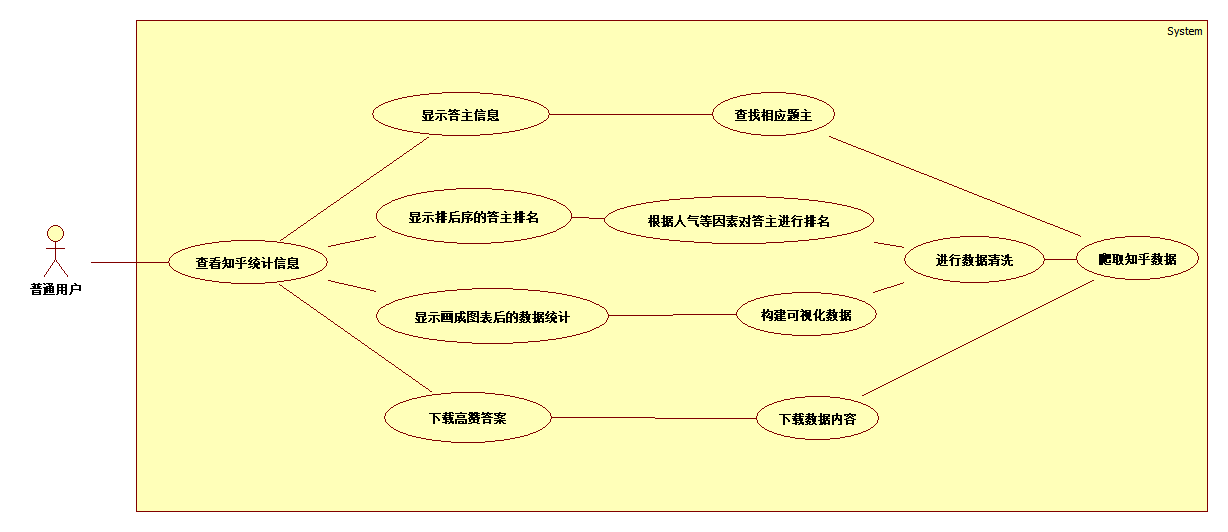 System
显示答主信息
查找相应题主
显示排后序的答主排名
根据人气等因素对答主进行排名
普通用户
查看知乎统计信息
进行数据清洗
爬取知乎数据
显示画成图表后的数据统计
构建可视化数据
下载高赞答案
下载数据内容